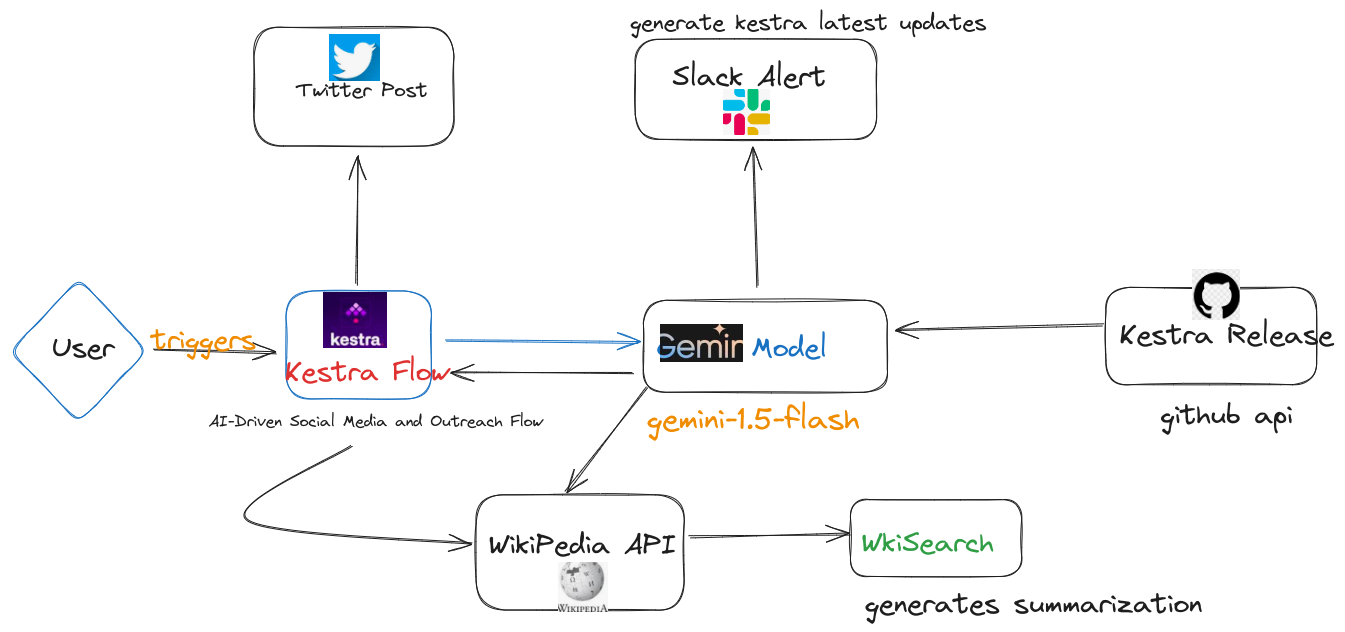 generate kestra latest updates
Twitter Post
Slack Alert
User
triggers
kestra
Kestra Flow
AI-Driven Social Media and Outreach Flow
Gemin
Model
gemini-1.5-flash
Kestra Release
github api
WikiPedia API
WIKIPEDIA
WkiSearch
generates summarization